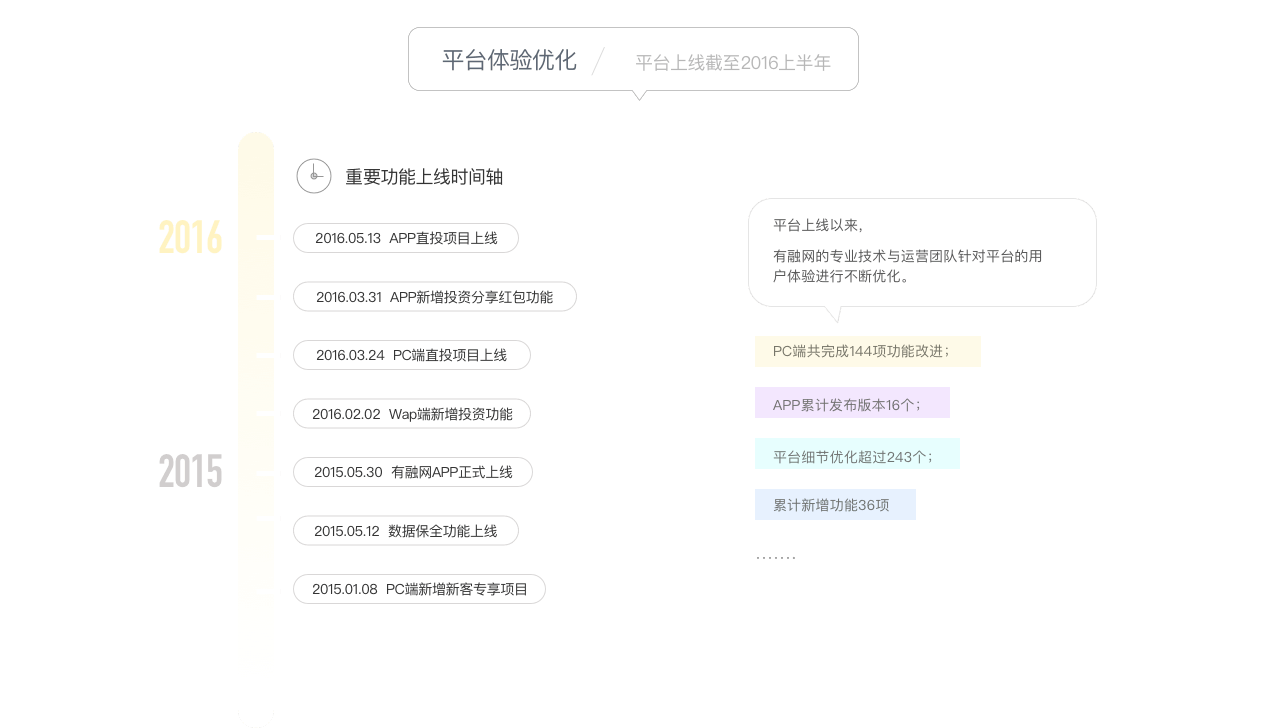 平台体验优化 / 平台上线截至2016上半年
重要功能上线时间轴
2016
2016.05.13 APP直投项目上线
2016.03.31 APP新增投资分享红包功能
2016.03.24 PC端直投项目上线
2016.02.02 Wap端新增投资功能
2015
2015.05.30 有融网APP正式上线
2015.05.12 数据保全功能上线
2015.01.08 PC端新增新客专享项目
平台上线以来，
有融网的专业技术与运营团队针对平台的用
户体验进行不断优化。
PC端共完成144项功能改进；
APP累计发布版本16个；
平台细节优化超过243个；
累计新增功能36项
.......